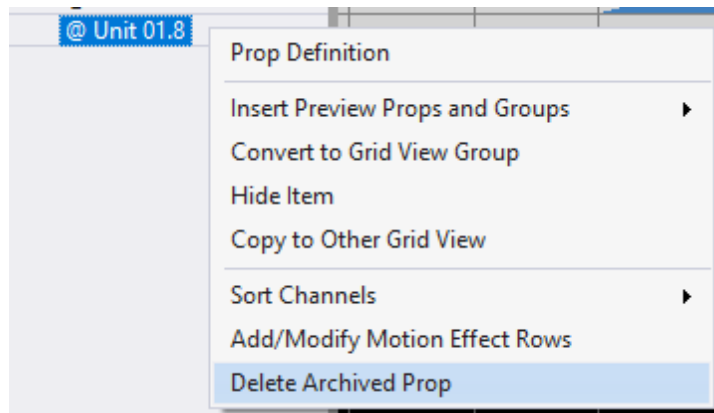 @ Unit 01.8
Prop Definition
Insert Preview Props and Groups
Convert to Grid View Group
Hide Item
Copy to Other Grid View
Sort Channels
Add/Modify Motion Effect Rows
Delete Archived Prop